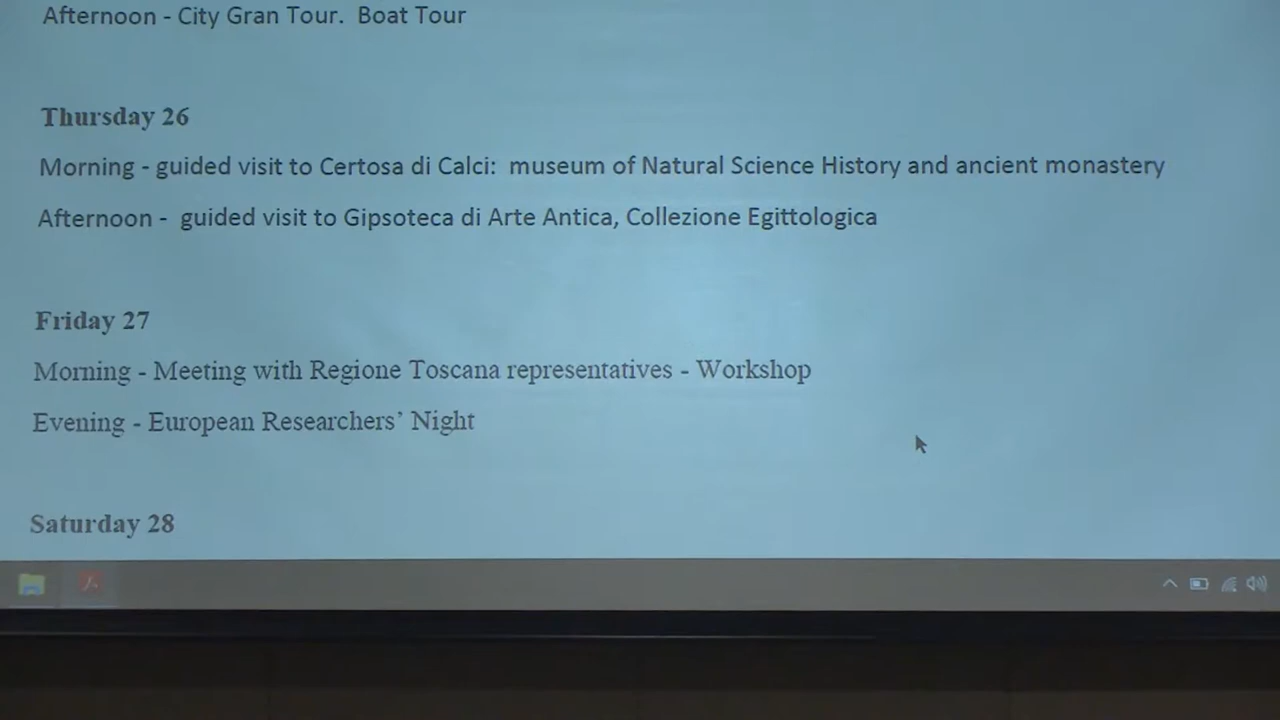 Afternoon - City Gran Tour.  Boat Tour
Thursday 26
Morning - guided visit to Certosa di Calci:  museum of Natural Science History and ancient monastery
Afternoon -  guided visit to Gipsoteca di Arte Antica, Collezione Egittologica
Friday 27
Morning - Meeting with Regione Toscana representatives - Workshop
Evening - European Researchers’ Night
Saturday 28